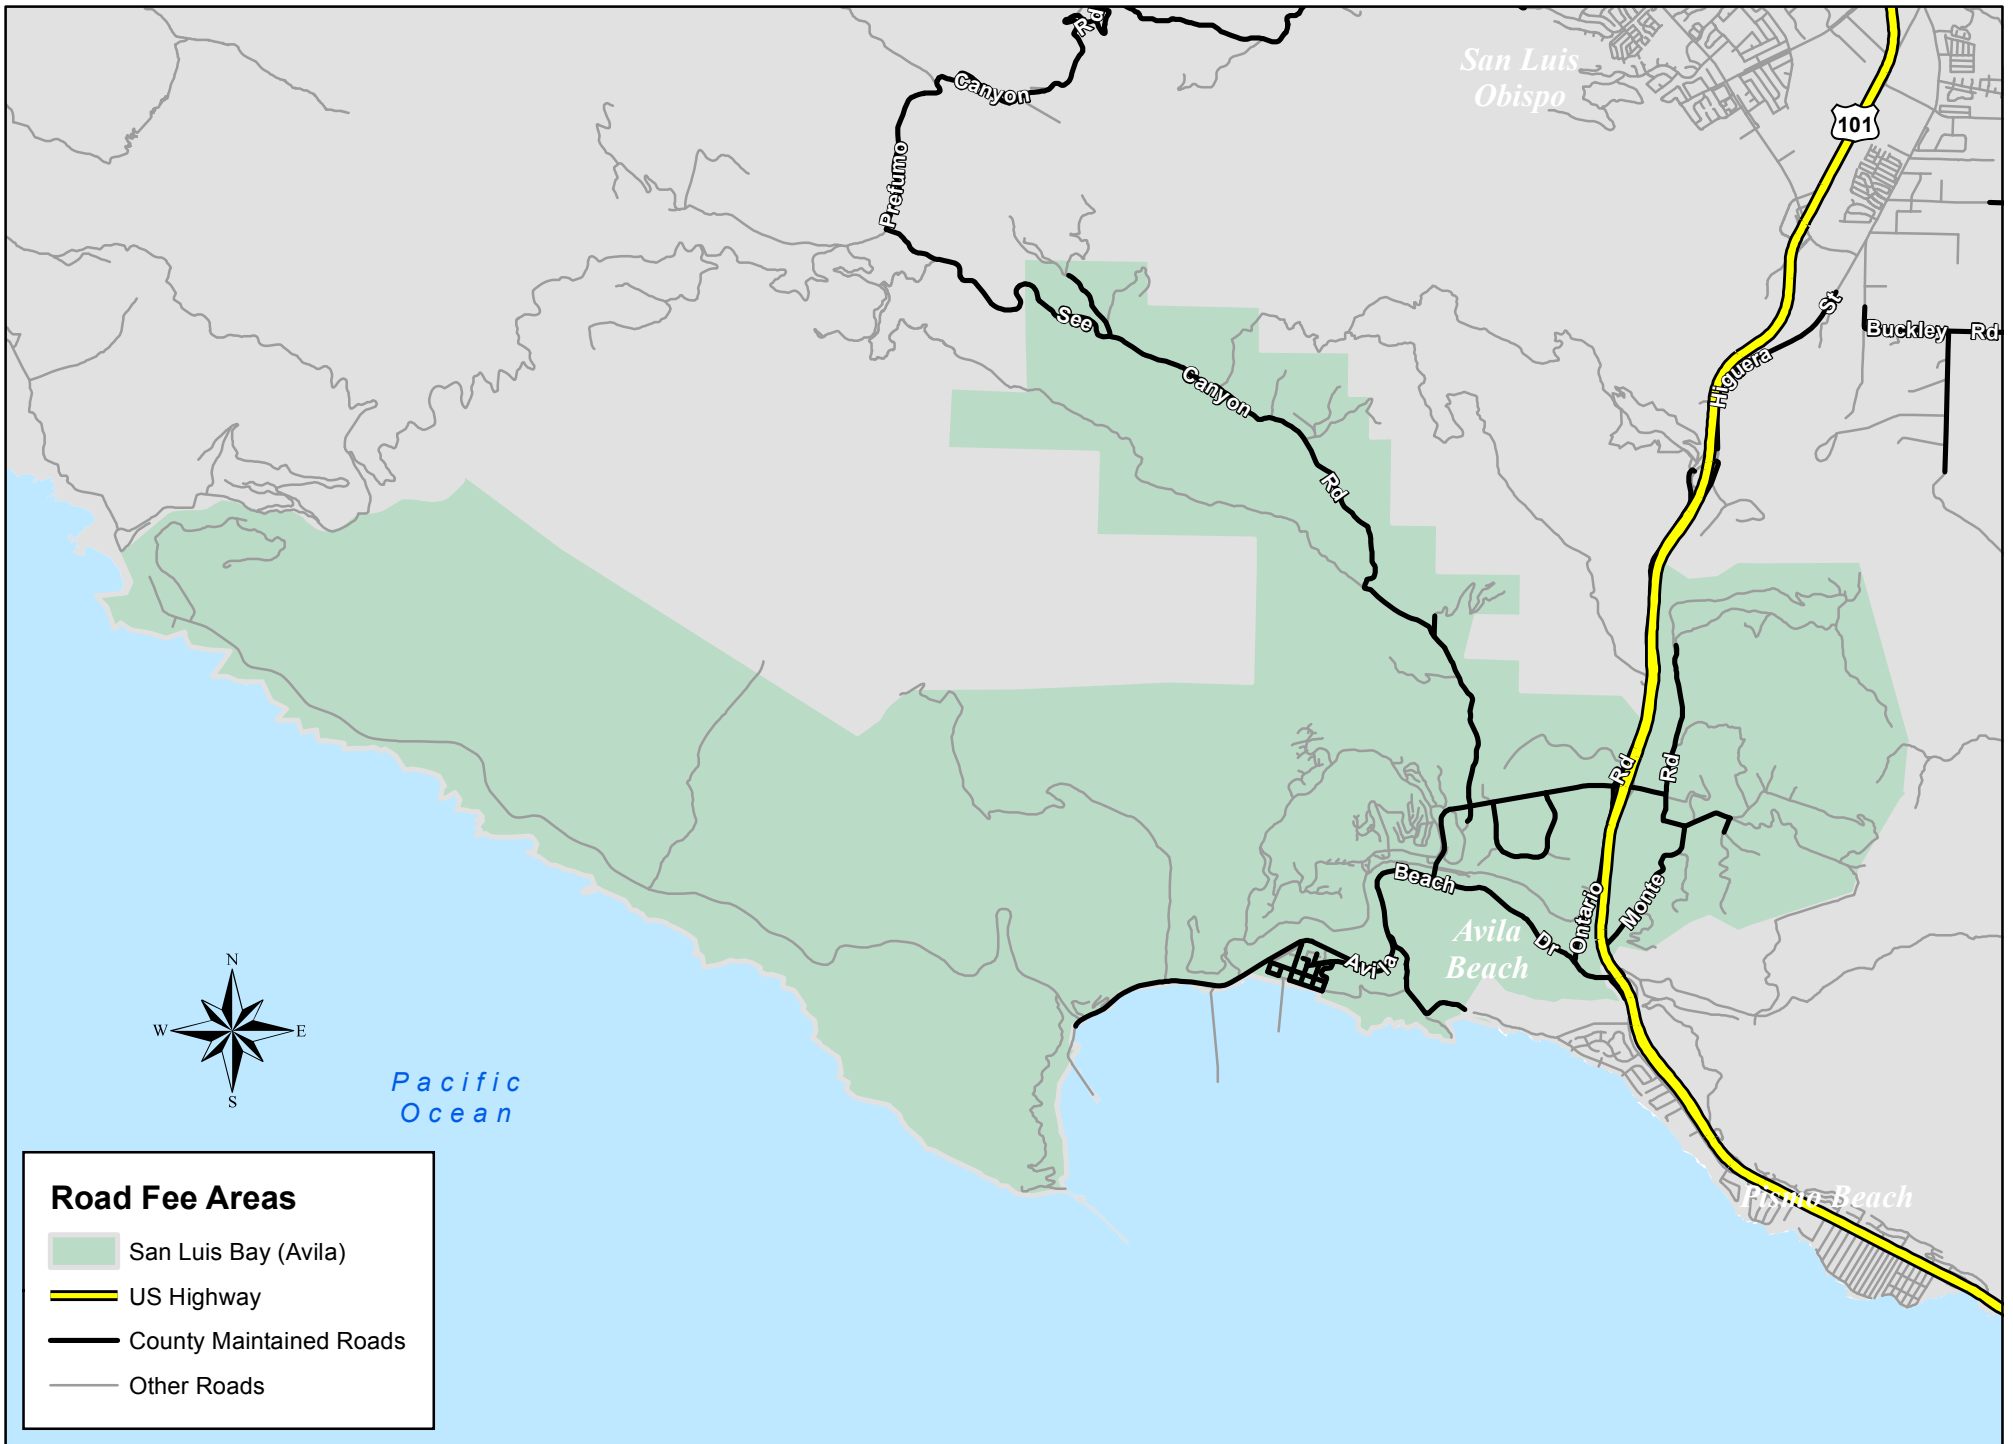 Rd
Canyon
Prefumo
San Luis
Obispo
101
See
Canyon
Rd
St
Higuera
Buckley Rd
Rd
Rd
Beach
Ontario
Monte
Dr
Avila
Avila
Beach
N
W E
S
Pacific
Ocean
Pismo Beach
Road Fee Areas
San Luis Bay (Avila)
US Highway
County Maintained Roads
Other Roads